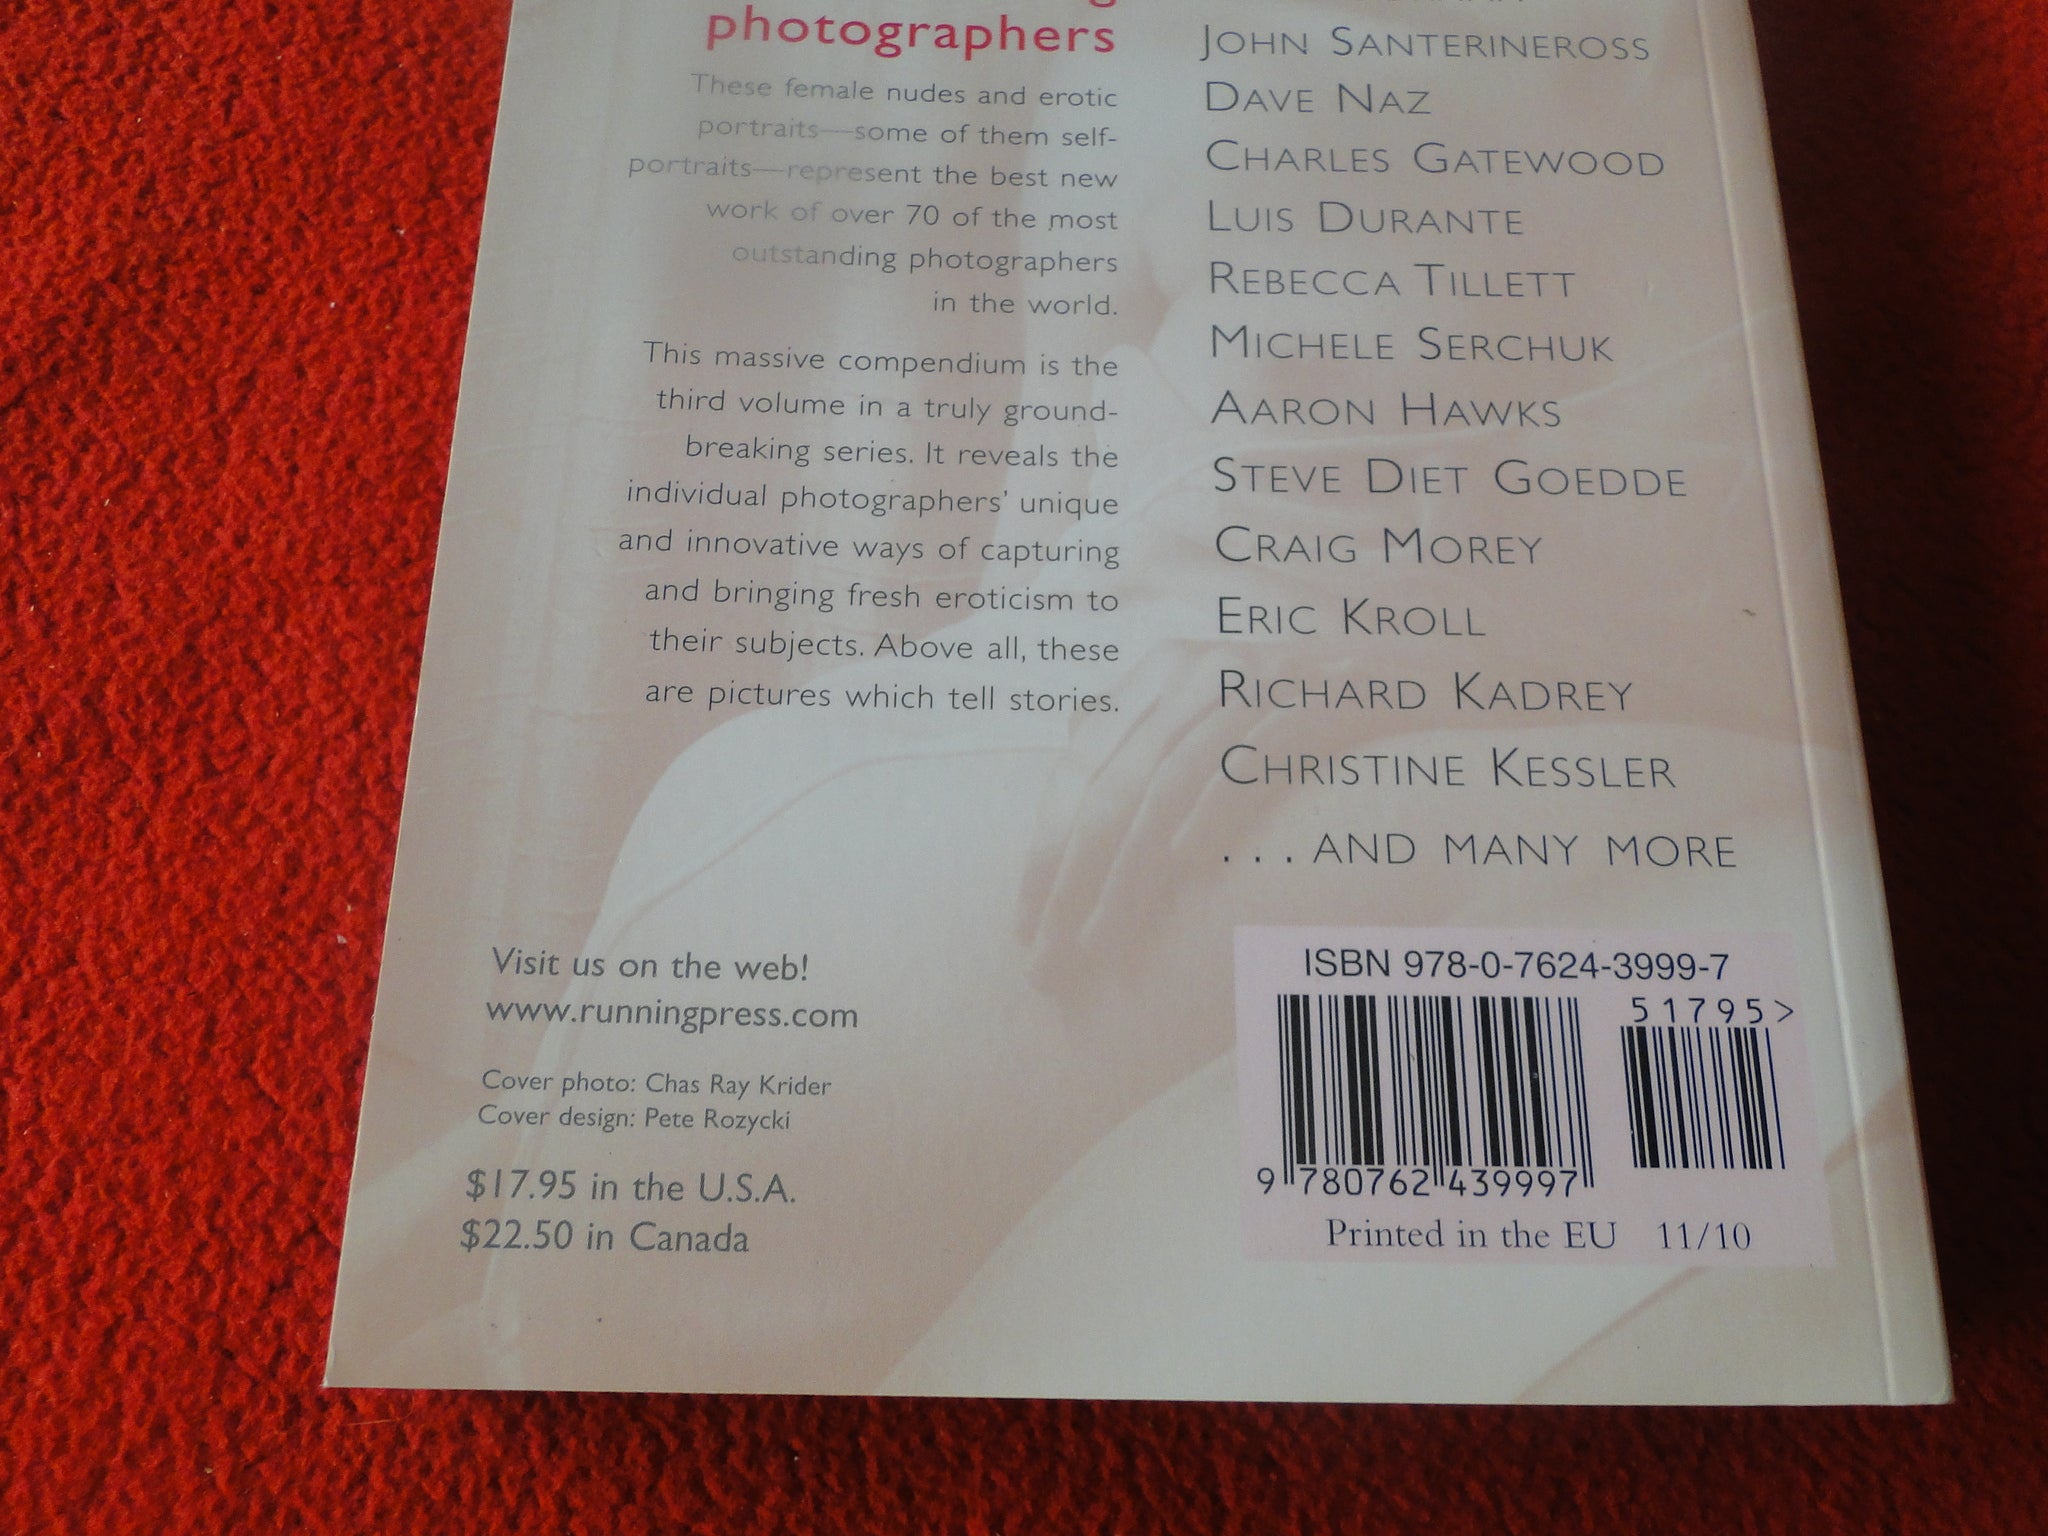 photographers
These female nudes and erotic
portraits—some of them self-
portraits—represent the best new
work of over 70 of the most
outstanding photographers
in the world.
This massive compendium is the
third volume in a truly ground-
breaking series. It reveals the
individual photographers' unique
and innovative ways of capturing
and bringing fresh eroticism to
their subjects. Above all, these
are pictures which tell stories.
JOHN SANTERINEROSS
DAVE NAZ
CHARLES GATEWOOD
LUIS DURANTE
REBECCA TILLETT
MICHELE SERCHUK
AARON HAWKS
STEVE DIET GOEDDE
CRAIG MOREY
ERIC KROLL
RICHARD KADREY
CHRISTINE KESSLER
. . . AND MANY MORE
Visit us on the web!
www.runningpress.com
Cover photo: Chas Ray Krider
Cover design: Pete Rozycki
$17.95 in the U.S.A.
$22.50 in Canada
ISBN 978-0-7624-3999-7
51795>
9 780762 439997
Printed in the EU 11/10